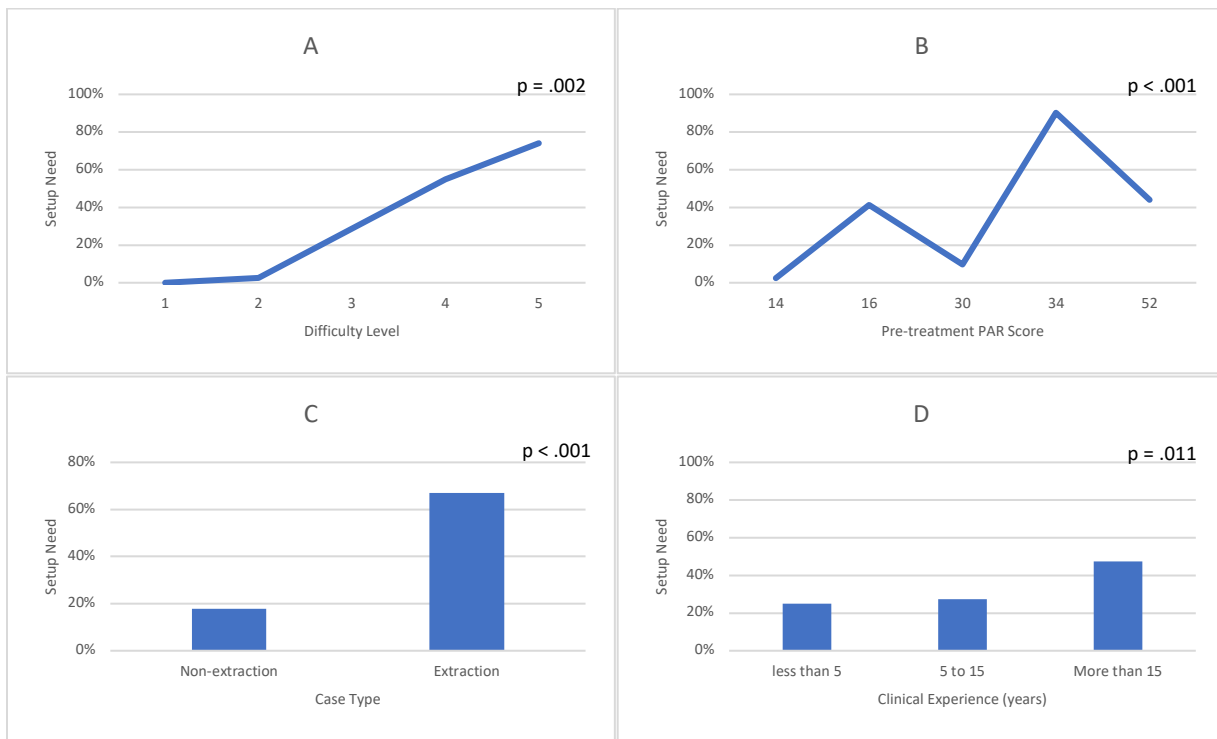 A
p = .002
100%
80%
60%
40%
20%
0%
Setup Need
1 2 3 4 5
Difficulty Level
B
p < .001
100%
80%
60%
40%
20%
0%
Setup Need
14 16 30 34 52
Pre-treatment PAR Score
C
p < .001
80%
60%
40%
20%
0%
Setup Need
Non-extraction Extraction
Case Type
D
p = .011
100%
80%
60%
40%
20%
0%
Setup Need
less than 5 5 to 15 More than 15
Clinical Experience (years)